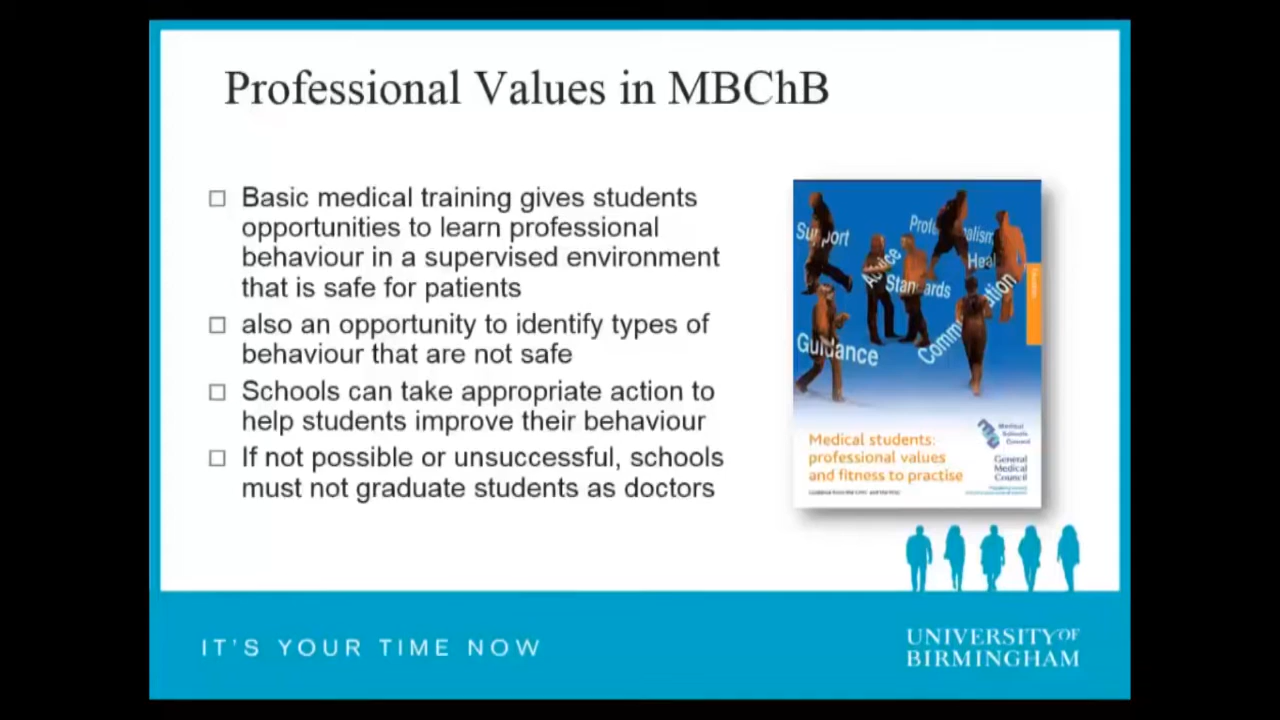 Professional Values in MBChB
□ Basic medical training gives students
opportunities to learn professional
behaviour in a supervised environment
that is safe for patients
□ also an opportunity to identify types of
behaviour that are not safe
□ Schools can take appropriate action to
help students improve their behaviour
□ If not possible or unsuccessful, schools
must not graduate students as doctors
Support
Advice
Standards
Guidance
Medical students:
professional values
and fitness to practise
Medical
Schools
Council
General
Medical
Council
IT'S YOUR TIME NOW
UNIVERSITY OF
BIRMINGHAM